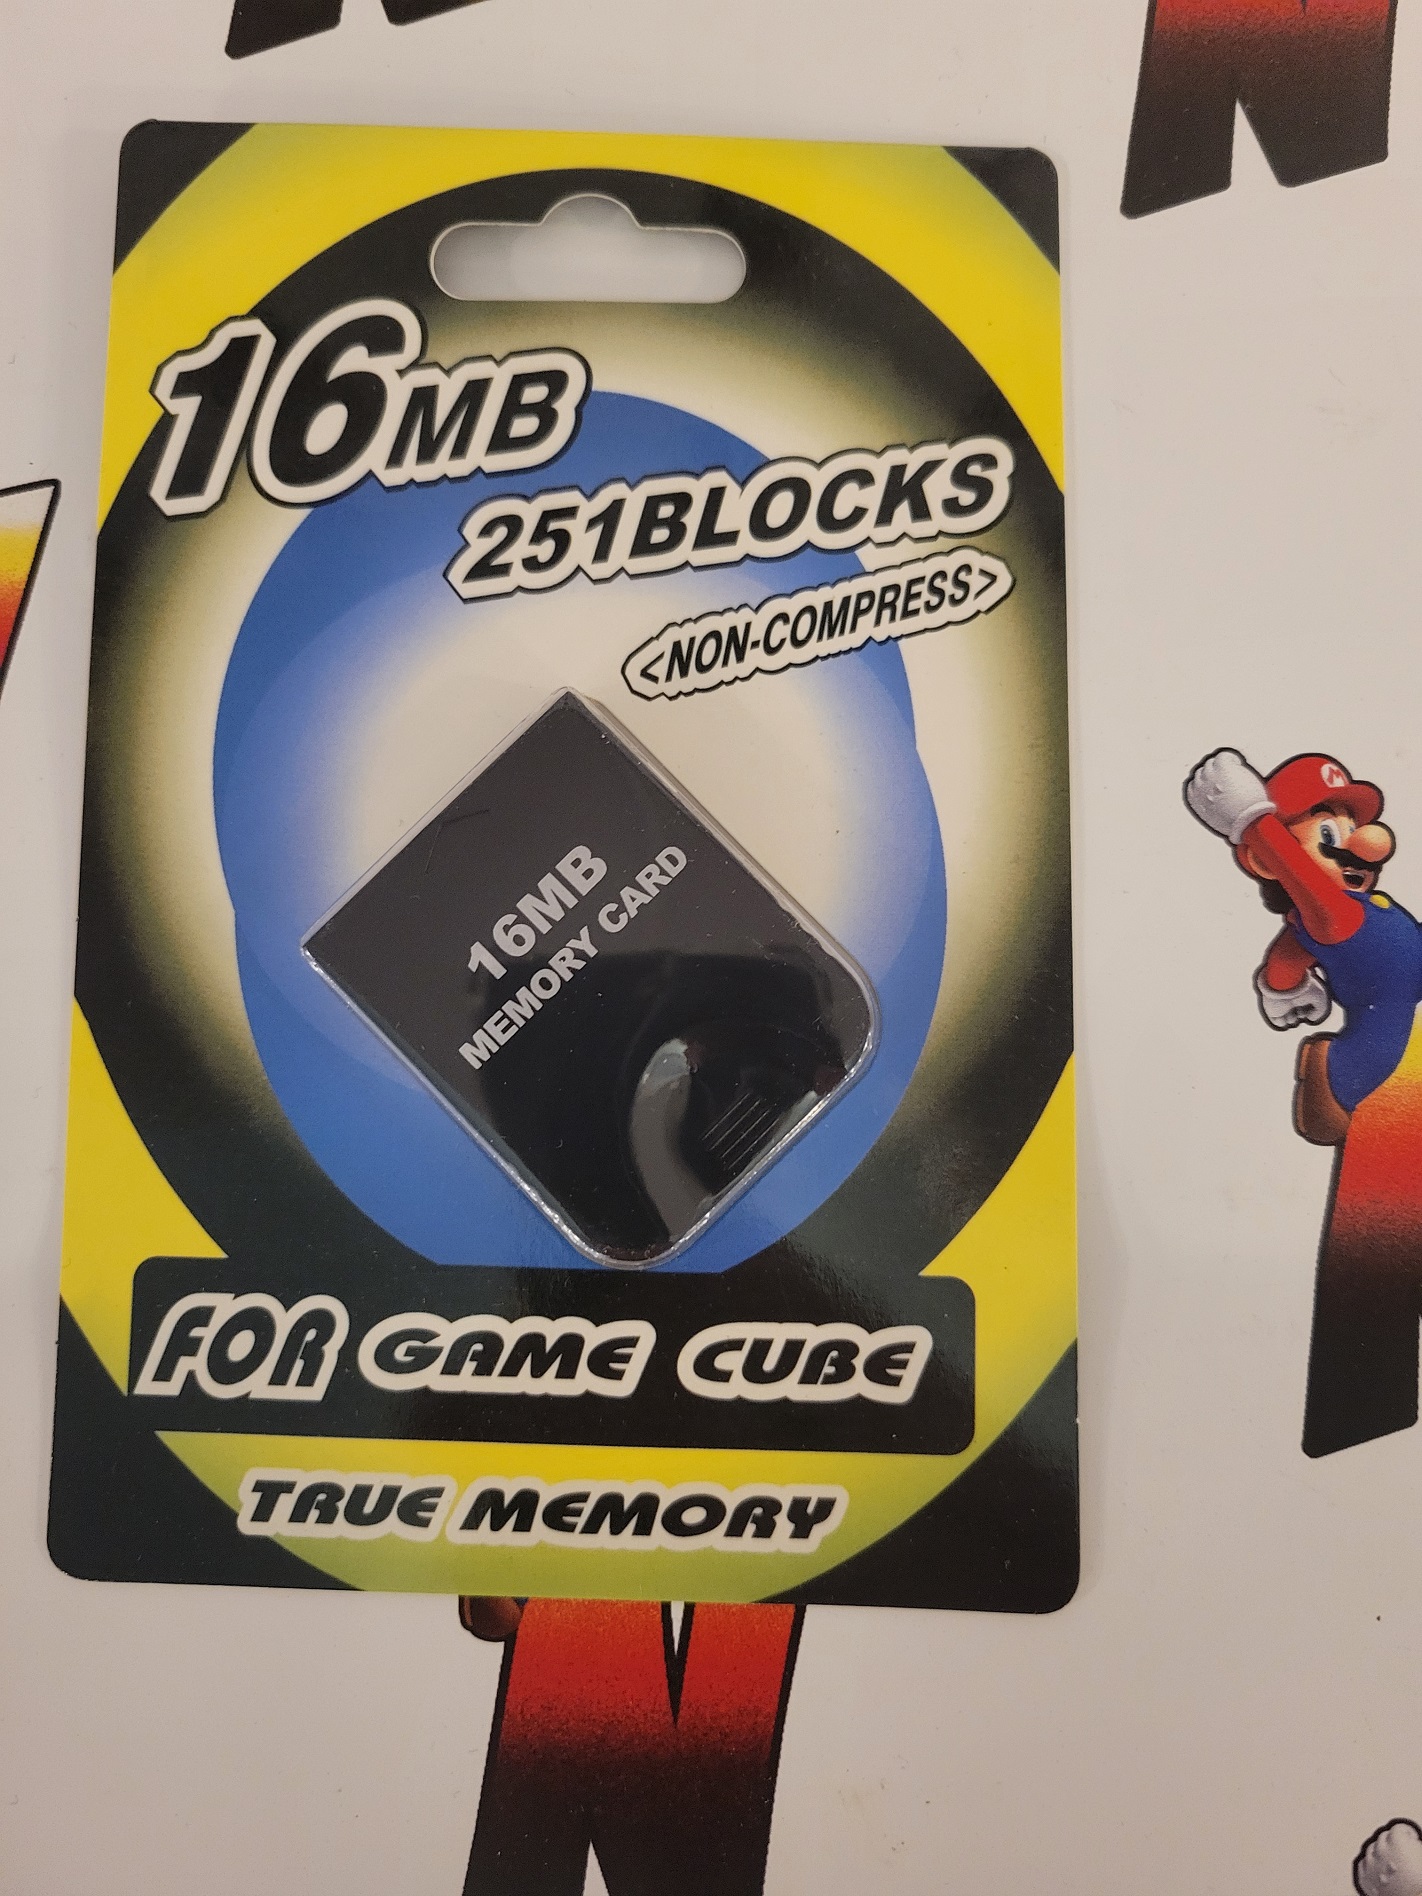 16MB
251BLOCKS
<NON-COMPRESS>
16MB
MEMORY CARD
FOR GAME CUBE
TRUE MEMORY
M
N